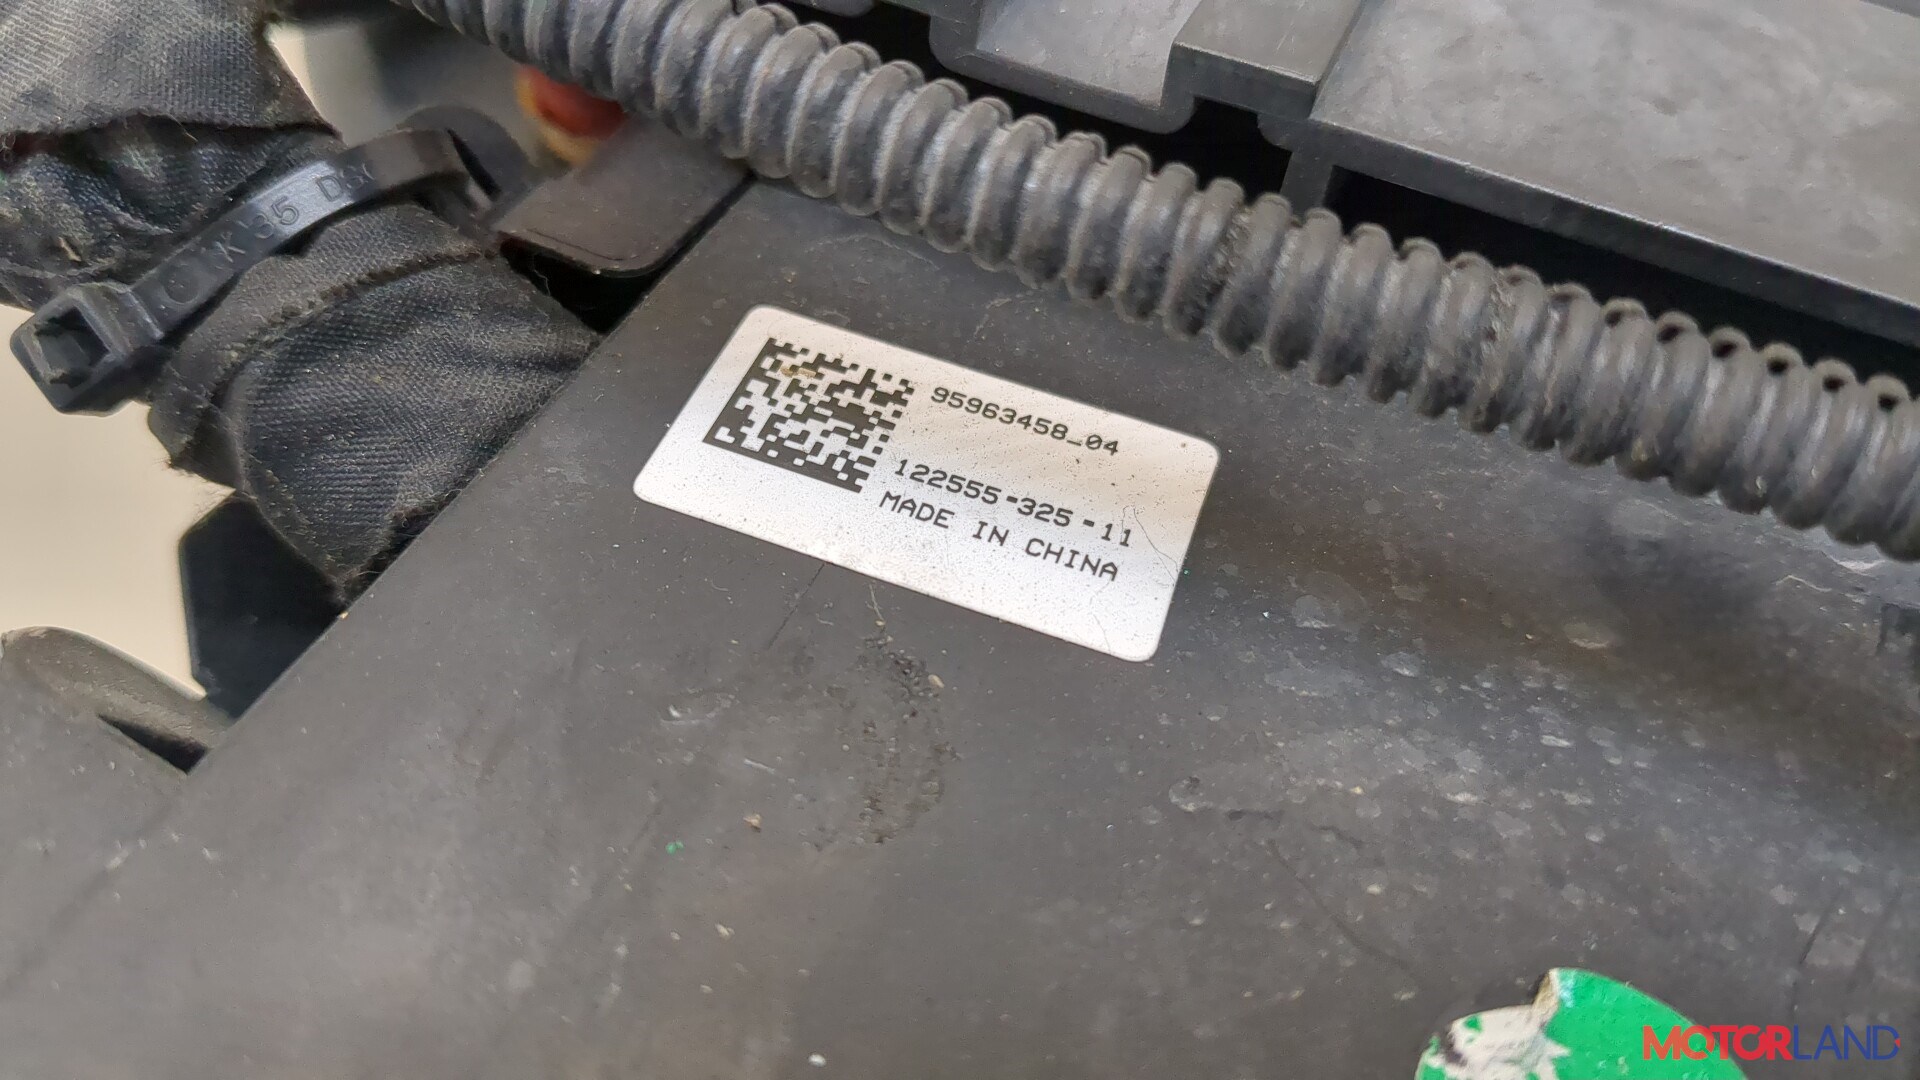 95963458_04
122555-325-11
MADE IN CHINA
MOTORLAND